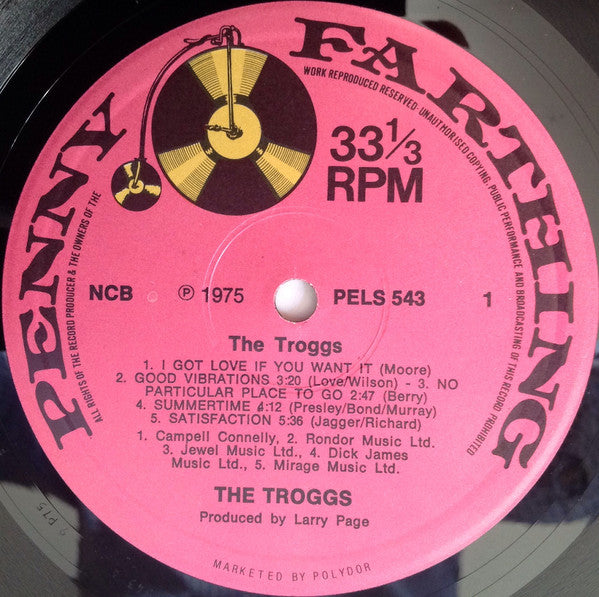 PENNY FARTHING
ALL RIGHTS OF THE RECORD PRODUCER & THE OWNERS OF THE
WORK REPRODUCED RESERVED · UNAUTHORISED COPYING, PUBLIC PERFORMANCE AND BROADCASTING OF THIS RECORD PROHIBITED
33 1/3
RPM
NCB ℗ 1975 PELS 543 1
The Troggs
1. I GOT LOVE IF YOU WANT IT (Moore)
2. GOOD VIBRATIONS 3:20 (Love/Wilson) - 3. NO
PARTICULAR PLACE TO GO 2:47 (Berry)
4. SUMMERTIME 4:12 (Presley/Bond/Murray)
5. SATISFACTION 5:36 (Jagger/Richard)
1. Campell Connelly, 2. Rondor Music Ltd.
3. Jewel Music Ltd., 4. Dick James
Music Ltd., 5. Mirage Music Ltd.
THE TROGGS
Produced by Larry Page
MARKETED BY POLYDOR